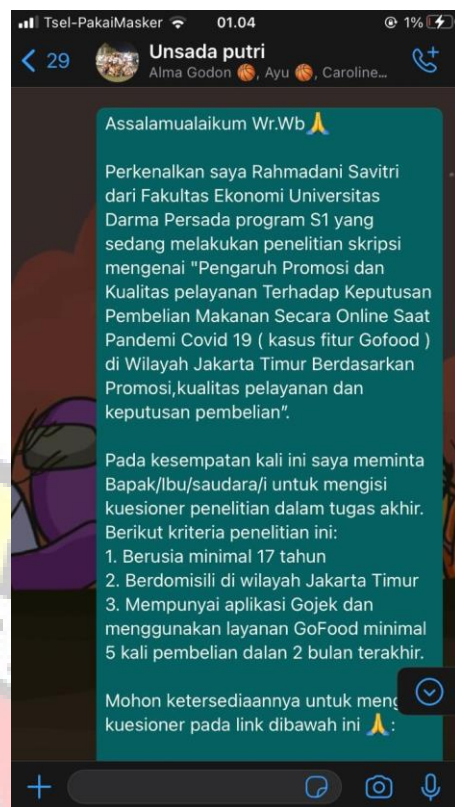 Tsel-PakaiMasker 01.04 1%
29 Unsada putri
Alma Godon 🏀, Ayu 🏀, Caroline...
Assalamualaikum Wr.Wb🙏
Perkenalkan saya Rahmadani Savitri
dari Fakultas Ekonomi Universitas
Darma Persada program S1 yang
sedang melakukan penelitian skripsi
mengenai "Pengaruh Promosi dan
Kualitas pelayanan Terhadap Keputusan
Pembelian Makanan Secara Online Saat
Pandemi Covid 19 ( kasus fitur Gofood )
di Wilayah Jakarta Timur Berdasarkan
Promosi,kualitas pelayanan dan
keputusan pembelian”.
Pada kesempatan kali ini saya meminta
Bapak/Ibu/saudara/i untuk mengisi
kuesioner penelitian dalam tugas akhir.
Berikut kriteria penelitian ini:
1. Berusia minimal 17 tahun
2. Berdomisili di wilayah Jakarta Timur
3. Mempunyai aplikasi Gojek dan
menggunakan layanan GoFood minimal
5 kali pembelian dalan 2 bulan terakhir.
Mohon ketersediaannya untuk
kuesioner pada link dibawah ini 🙏: